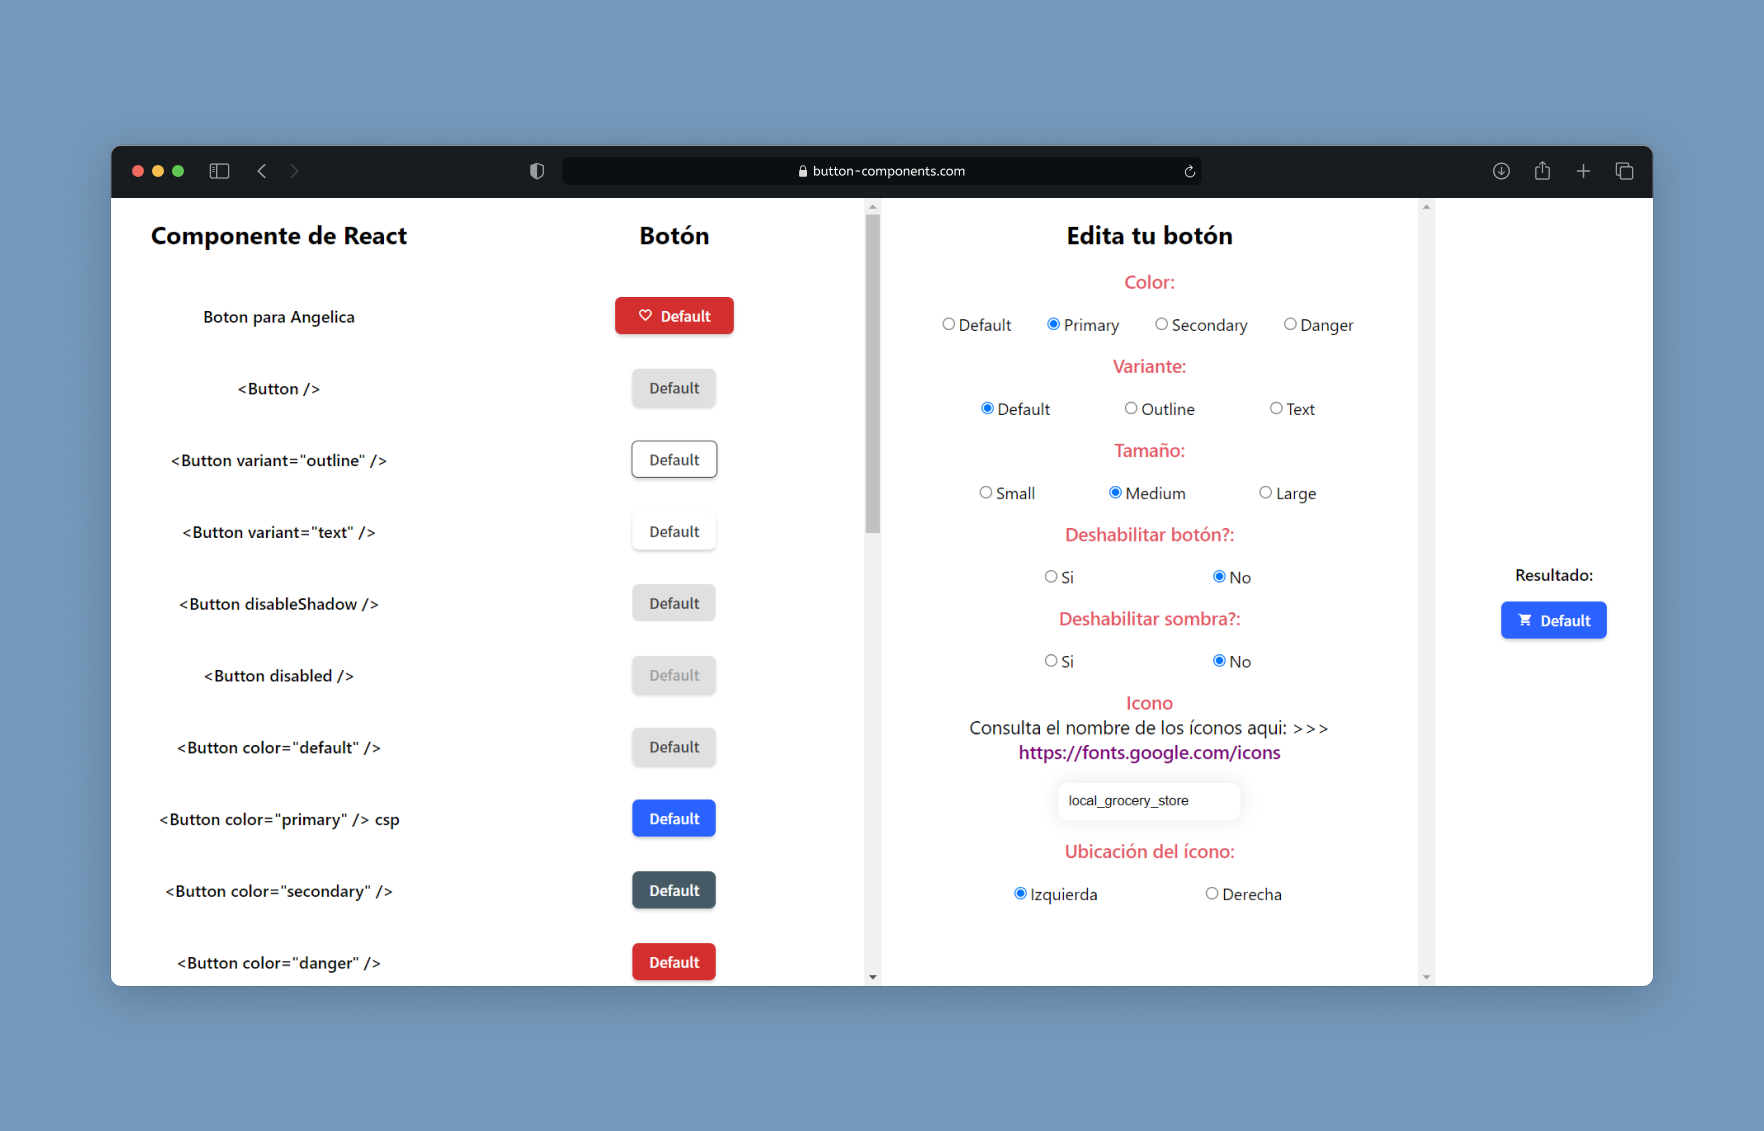 button-components.com
Componente de React
Botón
Boton para Angelica
Default
<Button />
Default
<Button variant="outline" />
Default
<Button variant="text" />
Default
<Button disableShadow />
Default
<Button disabled />
Default
<Button color="default" />
Default
<Button color="primary" /> csp
Default
<Button color="secondary" />
Default
<Button color="danger" />
Default
Edita tu botón
Color:
Default Primary Secondary Danger
Variante:
Default Outline Text
Tamaño:
Small Medium Large
Deshabilitar botón?:
Si No
Deshabilitar sombra?:
Si No
Icono
Consulta el nombre de los íconos aqui: >>>
https://fonts.google.com/icons
local_grocery_store
Ubicación del ícono:
Izquierda Derecha
Resultado:
Default